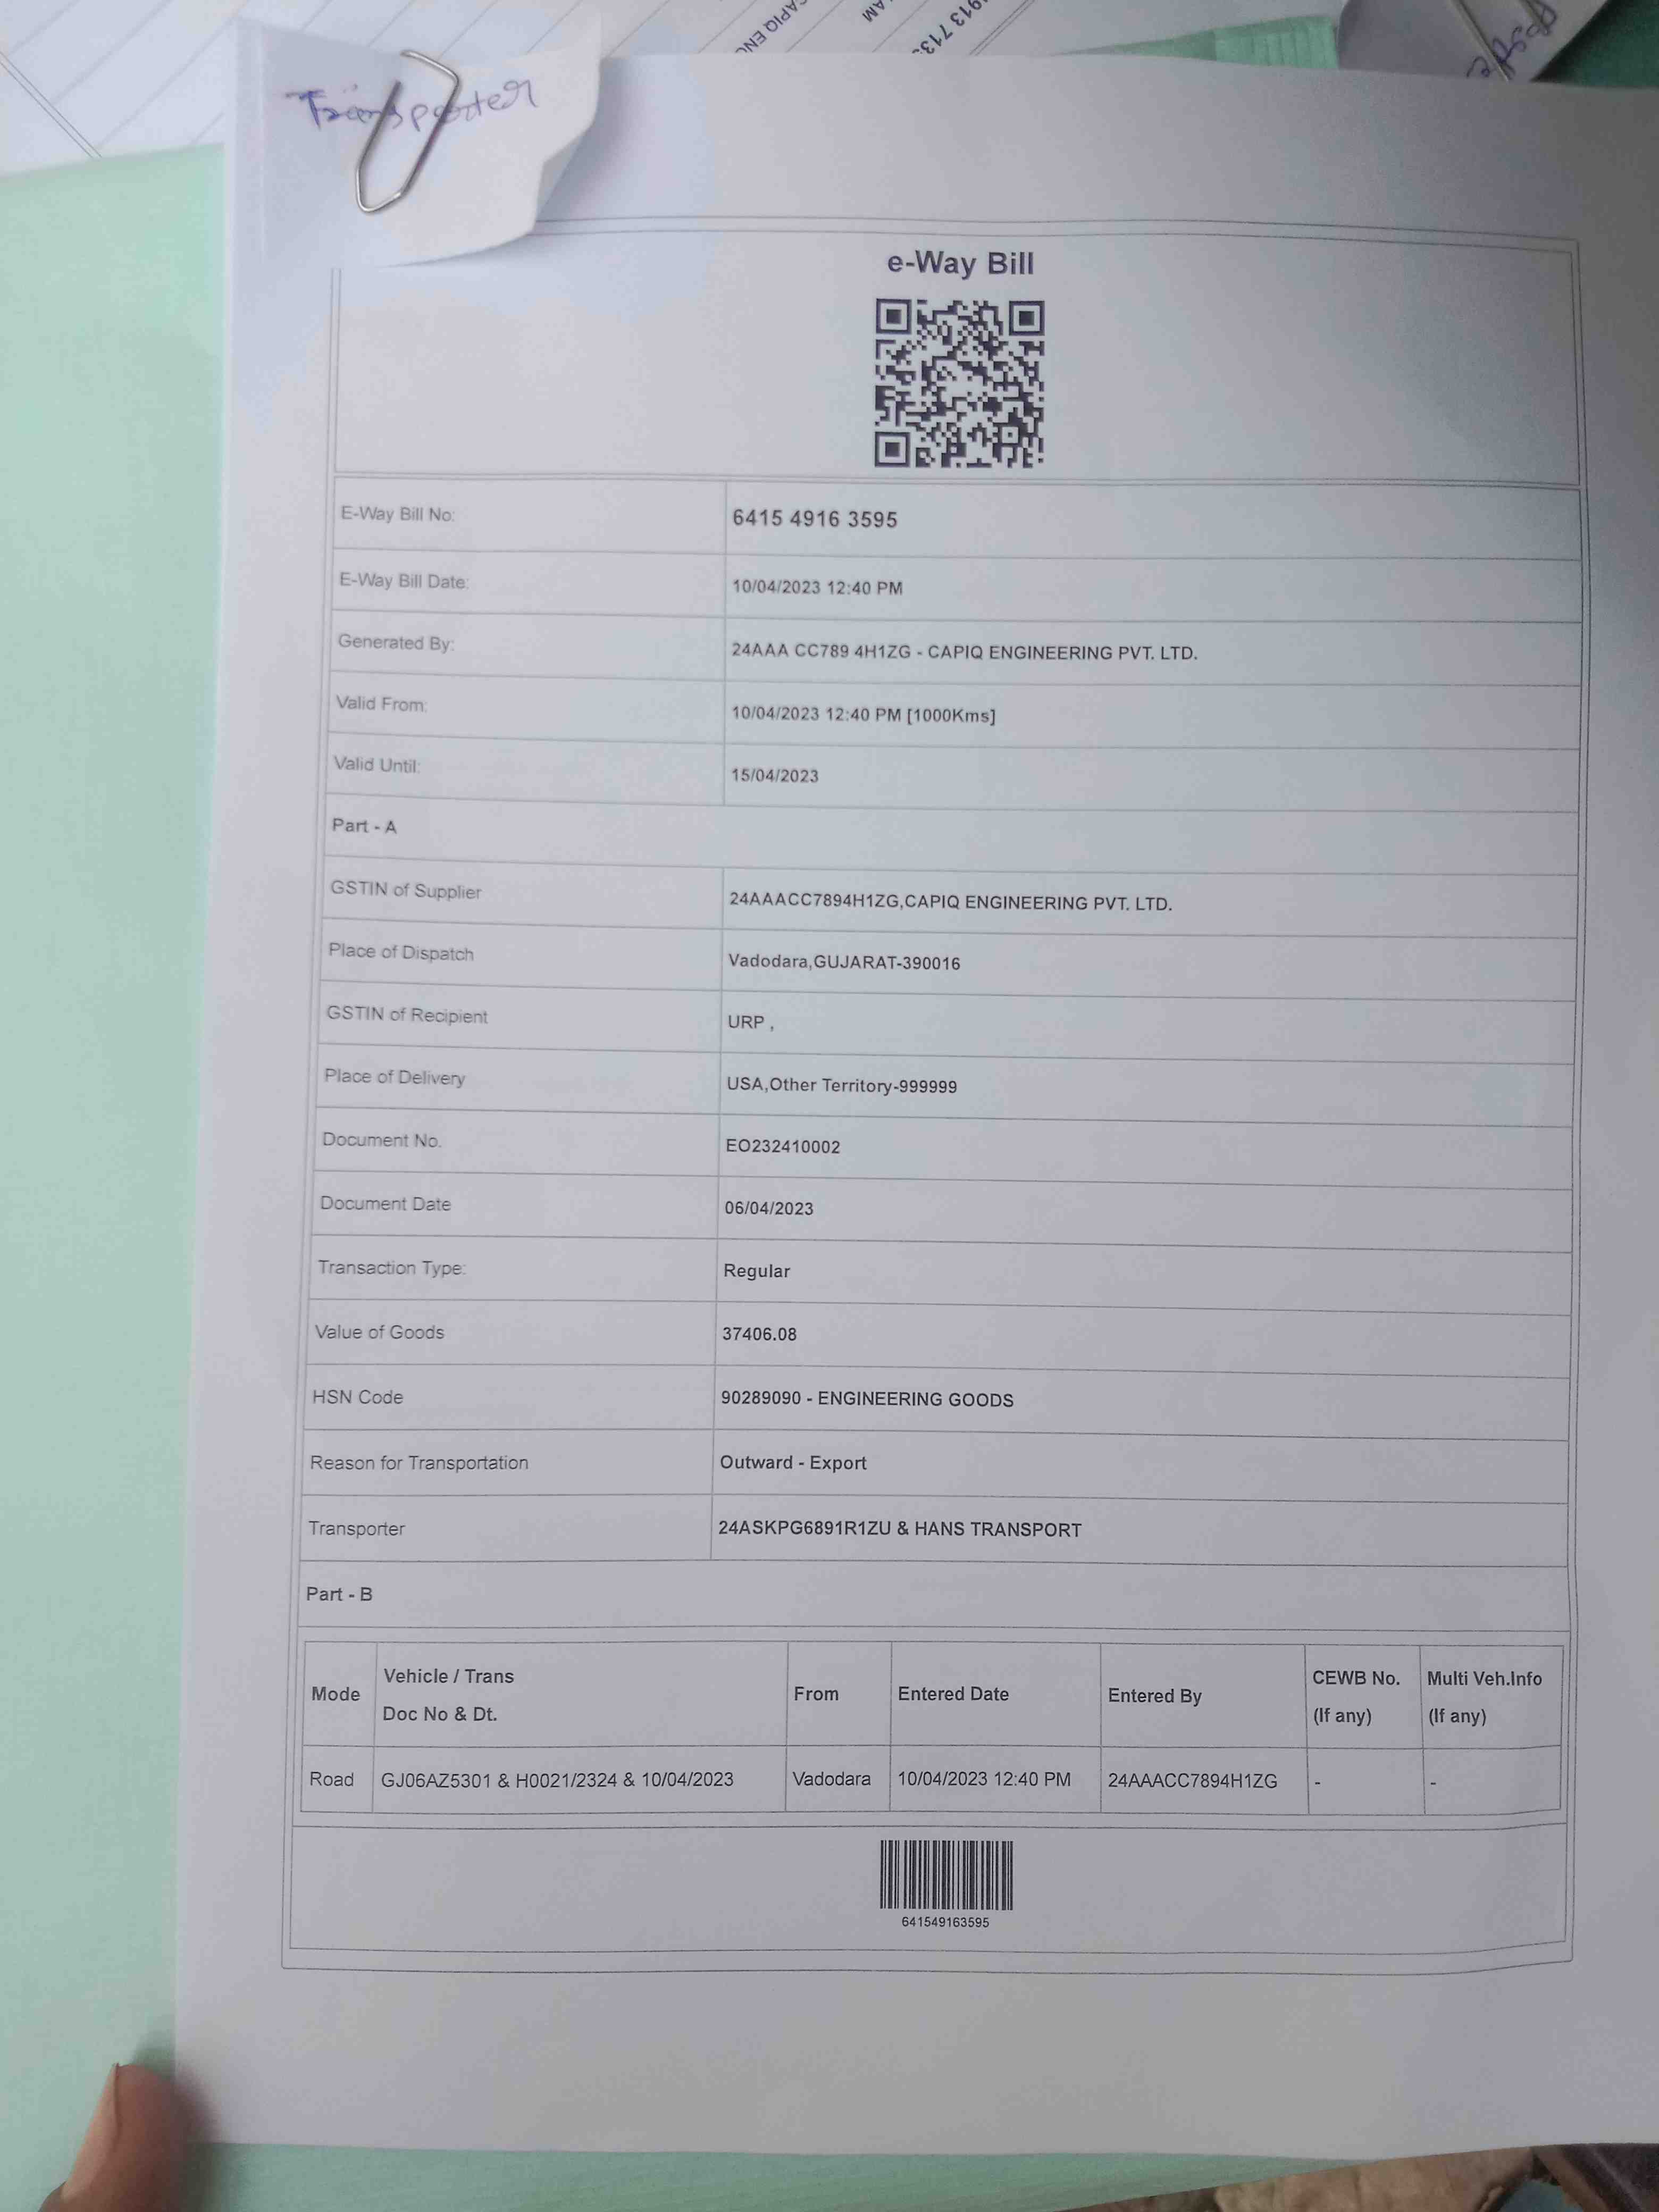 CAPIQ ENG
AM
913 713
Transporter
e-Way Bill
E-Way Bill No: 6415 4916 3595
E-Way Bill Date: 10/04/2023 12:40 PM
Generated By: 24AAA CC789 4H1ZG - CAPIQ ENGINEERING PVT. LTD.
Valid From: 10/04/2023 12:40 PM [1000Kms]
Valid Until: 15/04/2023
Part - A
GSTIN of Supplier 24AAACC7894H1ZG,CAPIQ ENGINEERING PVT. LTD.
Place of Dispatch Vadodara,GUJARAT-390016
GSTIN of Recipient URP ,
Place of Delivery USA,Other Territory-999999
Document No. EO232410002
Document Date 06/04/2023
Transaction Type: Regular
Value of Goods 37406.08
HSN Code 90289090 - ENGINEERING GOODS
Reason for Transportation Outward - Export
Transporter 24ASKPG6891R1ZU & HANS TRANSPORT
Part - B
Mode Vehicle / Trans Doc No & Dt. From Entered Date Entered By CEWB No. (If any) Multi Veh.Info (If any)
Road GJ06AZ5301 & H0021/2324 & 10/04/2023 Vadodara 10/04/2023 12:40 PM 24AAACC7894H1ZG - -
641549163595